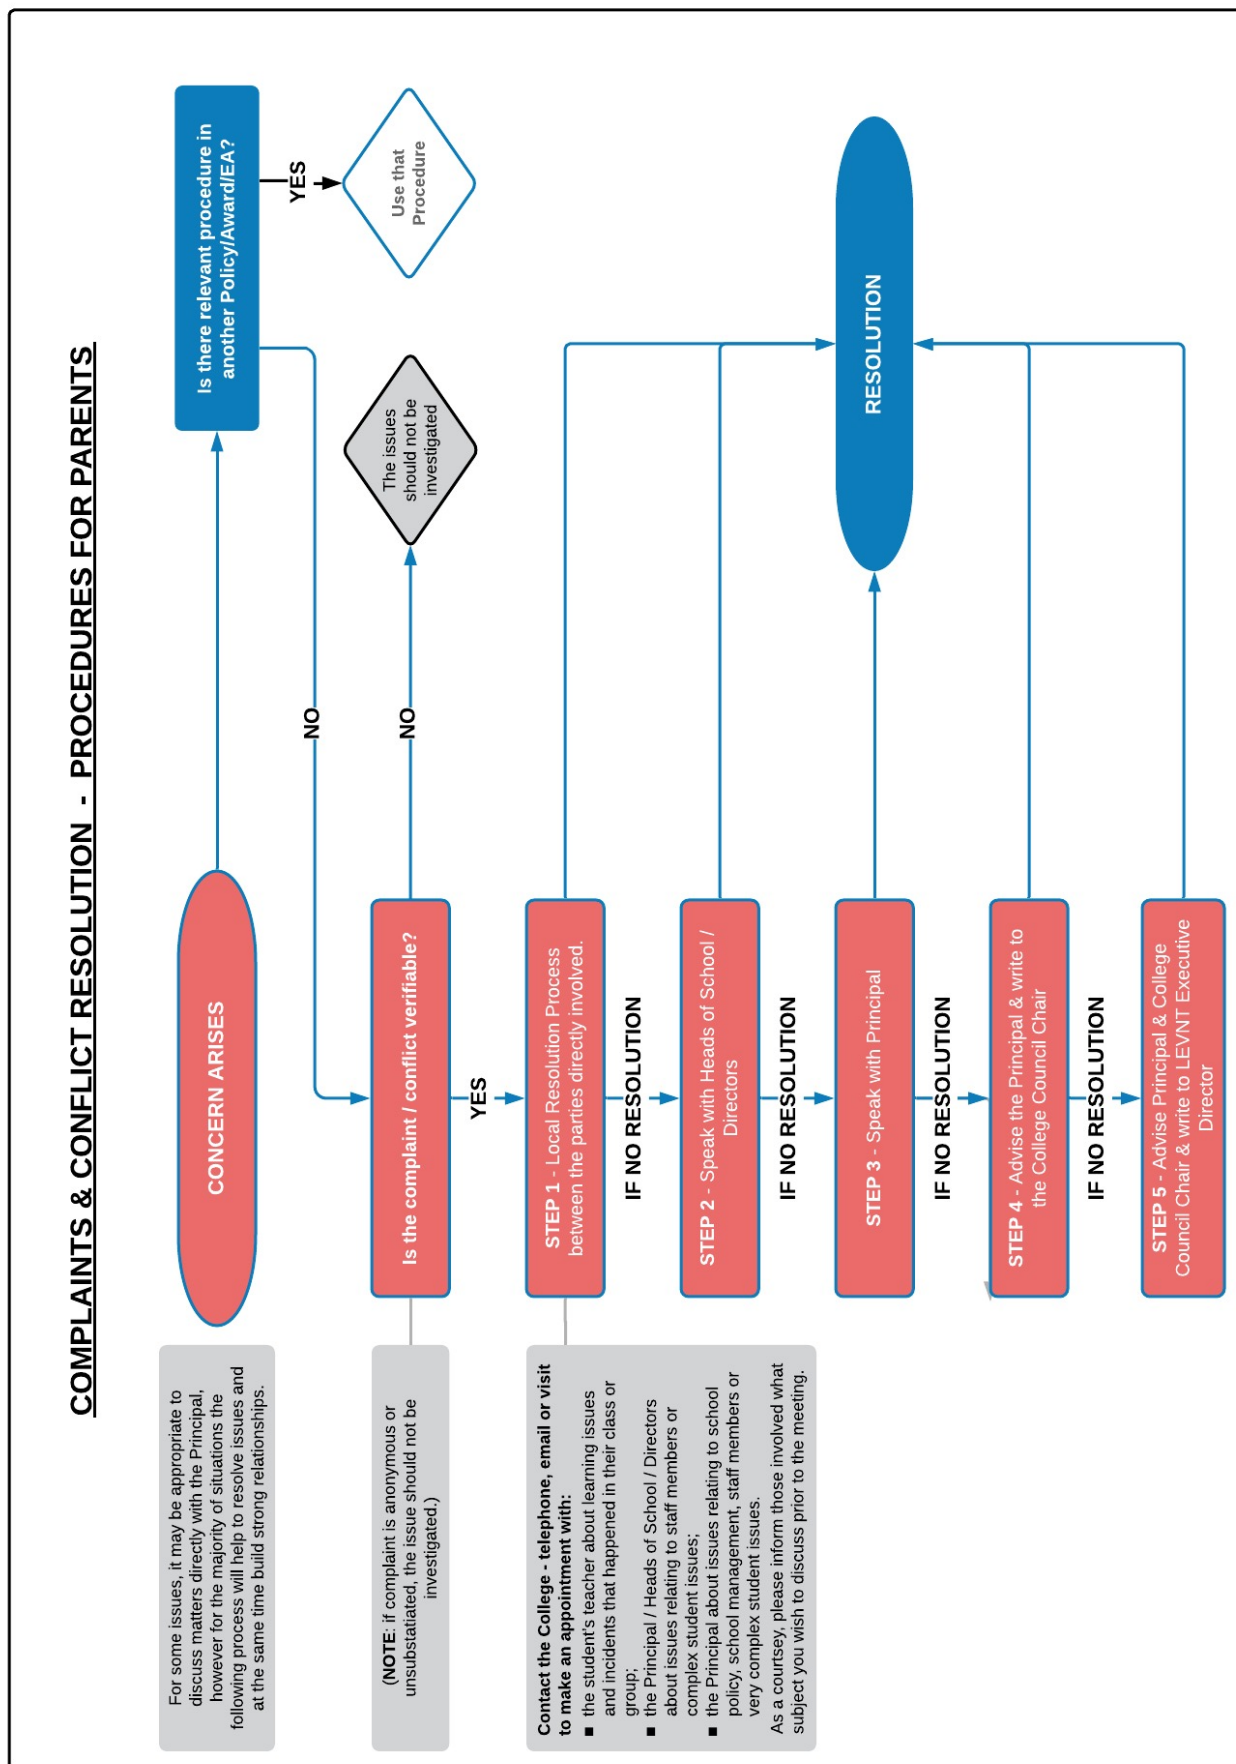 COMPLAINTS & CONFLICT RESOLUTION - PROCEDURES FOR PARENTS
For some issues, it may be appropriate to
discuss matters directly with the Principal,
however for the majority of situations the
following process will help to resolve issues and
at the same time build strong relationships.
CONCERN ARISES
Is there relevant procedure in
another Policy/Award/EA?
YES
Use that
Procedure
NO
(NOTE: if complaint is anonymous or
unsubstatiated, the issue should not be
investigated.)
Is the complaint / conflict verifiable?
NO
The issues
should not be
investigated
YES
Contact the College - telephone, email or visit
to make an appointment with:
■ the student's teacher about learning issues
and incidents that happened in their class or
group;
■ the Principal / Heads of School / Directors
about issues relating to staff members or
complex student issues;
■ the Principal about issues relating to school
policy, school management, staff members or
very complex student issues.
As a courtsey, please inform those involved what
subject you wish to discuss prior to the meeting.
STEP 1 - Local Resolution Process
between the parties directly involved.
IF NO RESOLUTION
STEP 2 - Speak with Heads of School /
Directors
IF NO RESOLUTION
STEP 3 - Speak with Principal
RESOLUTION
IF NO RESOLUTION
STEP 4 - Advise the Principal & write to
the College Council Chair
IF NO RESOLUTION
STEP 5 - Advise Principal & College
Council Chair & write to LEVNT Executive
Director